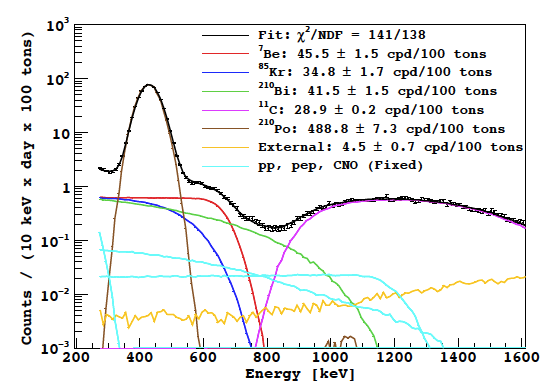 Fit: χ²/NDF = 141/138
⁷Be: 45.5 ± 1.5 cpd/100 tons
⁸⁵Kr: 34.8 ± 1.7 cpd/100 tons
²¹⁰Bi: 41.5 ± 1.5 cpd/100 tons
¹¹C: 28.9 ± 0.2 cpd/100 tons
²¹⁰Po: 488.8 ± 7.3 cpd/100 tons
External: 4.5 ± 0.7 cpd/100 tons
pp, pep, CNO (Fixed)
Counts / (10 keV x day x 100 tons)
10³
10²
10
1
10⁻¹
10⁻²
10⁻³
200 400 600 800 1000 1200 1400 1600
Energy [keV]